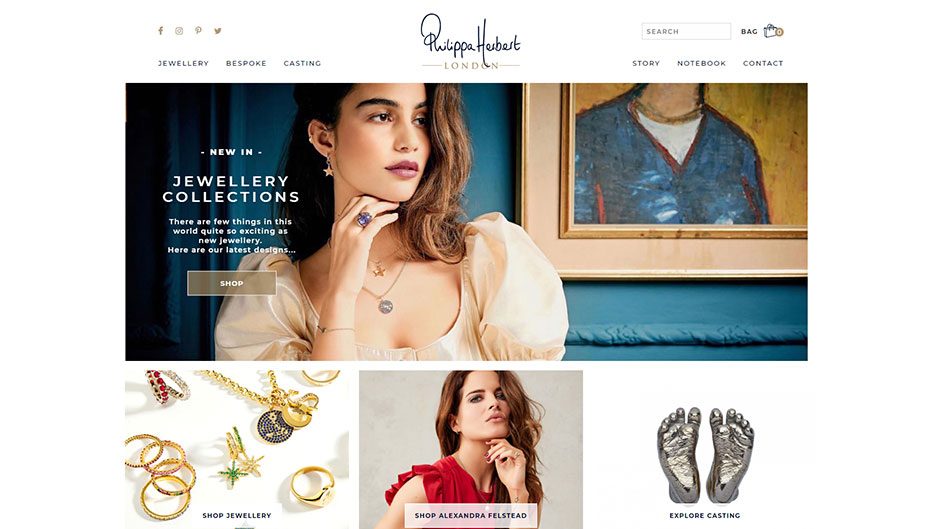 Philippa Herbert
LONDON
SEARCH
BAG
0
JEWELLERY BESPOKE CASTING
STORY NOTEBOOK CONTACT
- NEW IN -
JEWELLERY
COLLECTIONS
There are few things in this
world quite so exciting as
new jewellery.
Here are our latest designs...
SHOP
SHOP JEWELLERY
SHOP ALEXANDRA FELSTEAD
EXPLORE CASTING